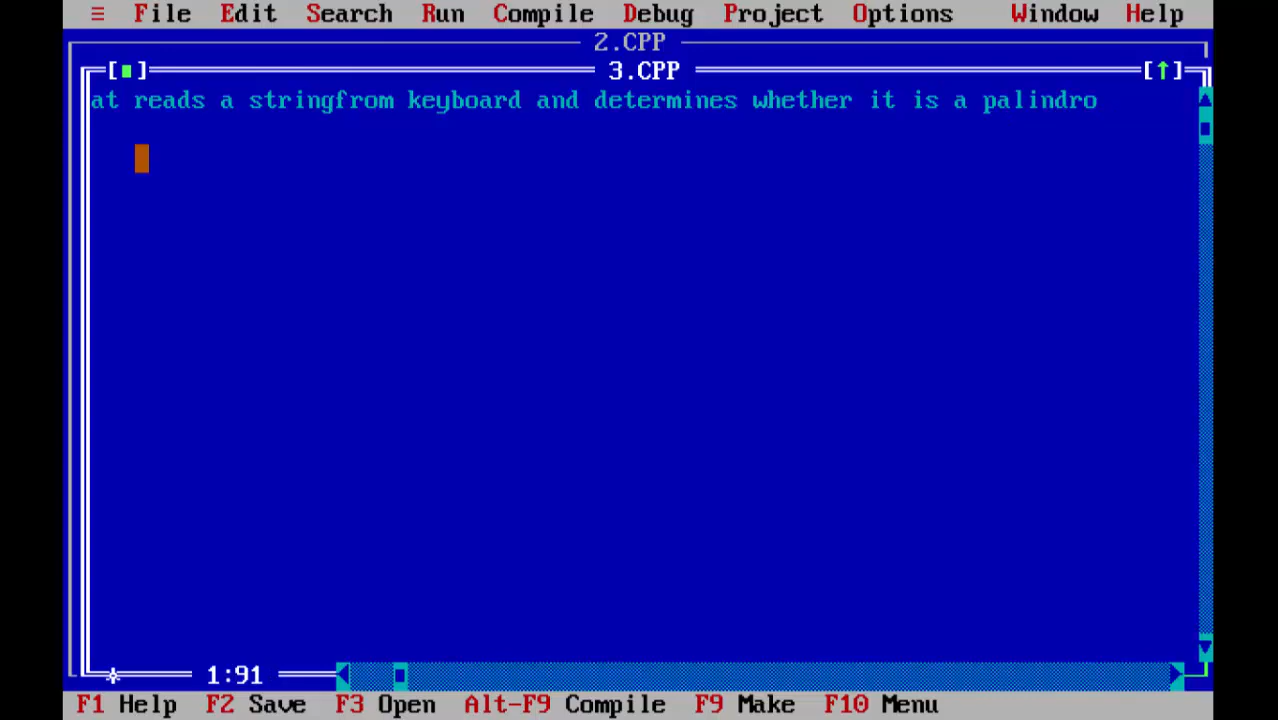 ≡ File Edit Search Run Compile Debug Project Options Window Help
2.CPP
[■] 3.CPP [↑]
at reads a stringfrom keyboard and determines whether it is a palindro
1:91
F1 Help F2 Save F3 Open Alt-F9 Compile F9 Make F10 Menu